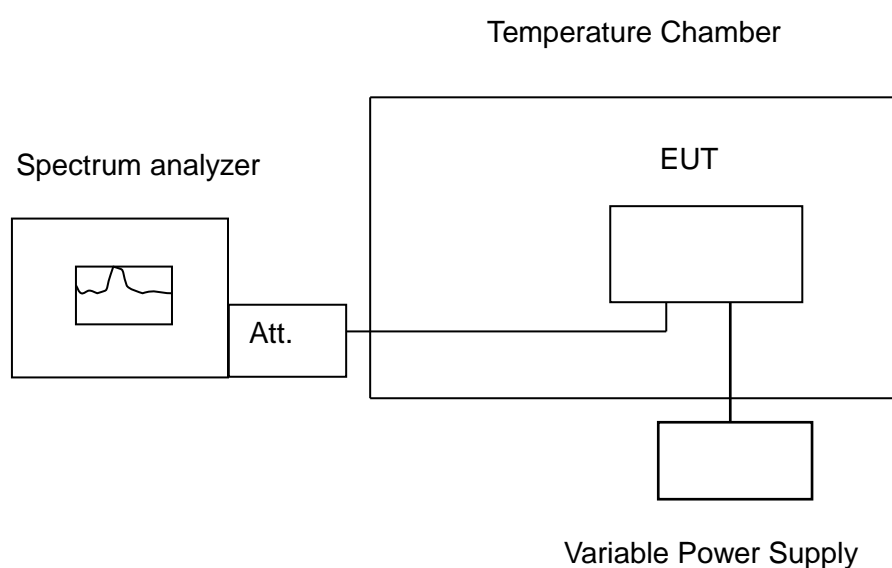 Temperature Chamber
Spectrum analyzer
EUT
Att.
Variable Power Supply